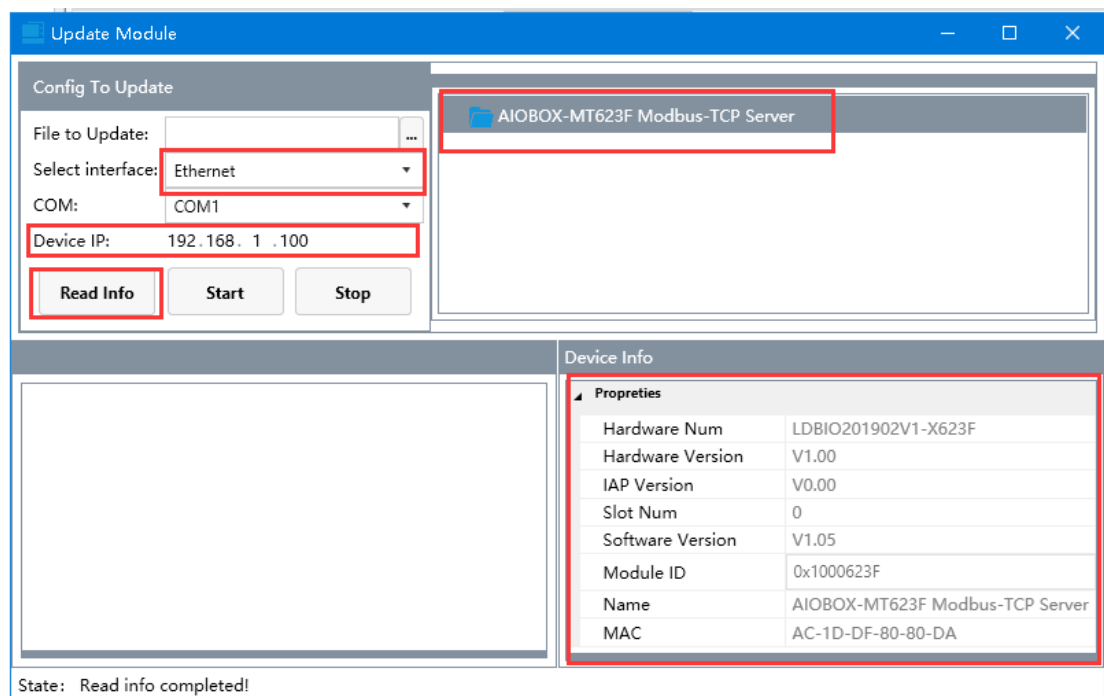 Update Module
Config To Update
File to Update:
...
Select interface: Ethernet
COM: COM1
Device IP: 192.168. 1 .100
Read Info Start Stop
AIOBOX-MT623F Modbus-TCP Server
Device Info
Propreties
Hardware Num LDBIO201902V1-X623F
Hardware Version V1.00
IAP Version V0.00
Slot Num 0
Software Version V1.05
Module ID 0x1000623F
Name AIOBOX-MT623F Modbus-TCP Server
MAC AC-1D-DF-80-80-DA
State: Read info completed!